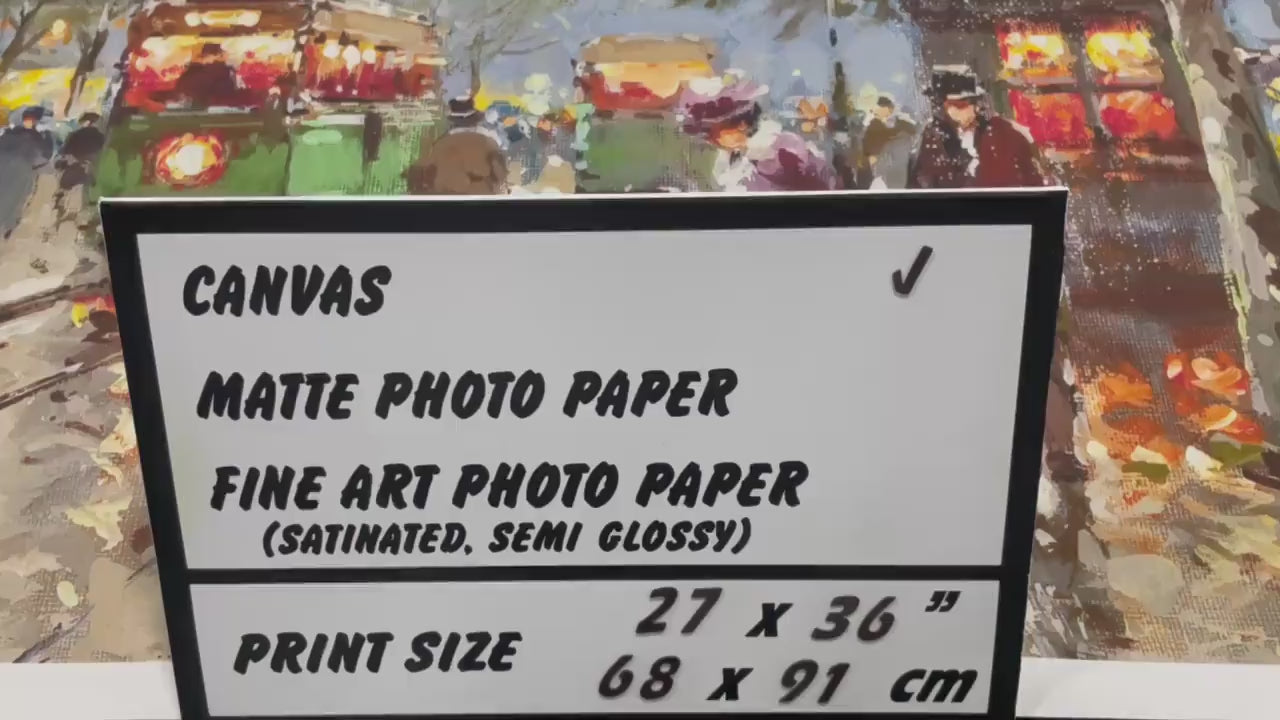 CANVAS ✓
MATTE PHOTO PAPER
FINE ART PHOTO PAPER
(SATINATED, SEMI GLOSSY)
PRINT SIZE
27 x 36 ”
68 x 91 cm